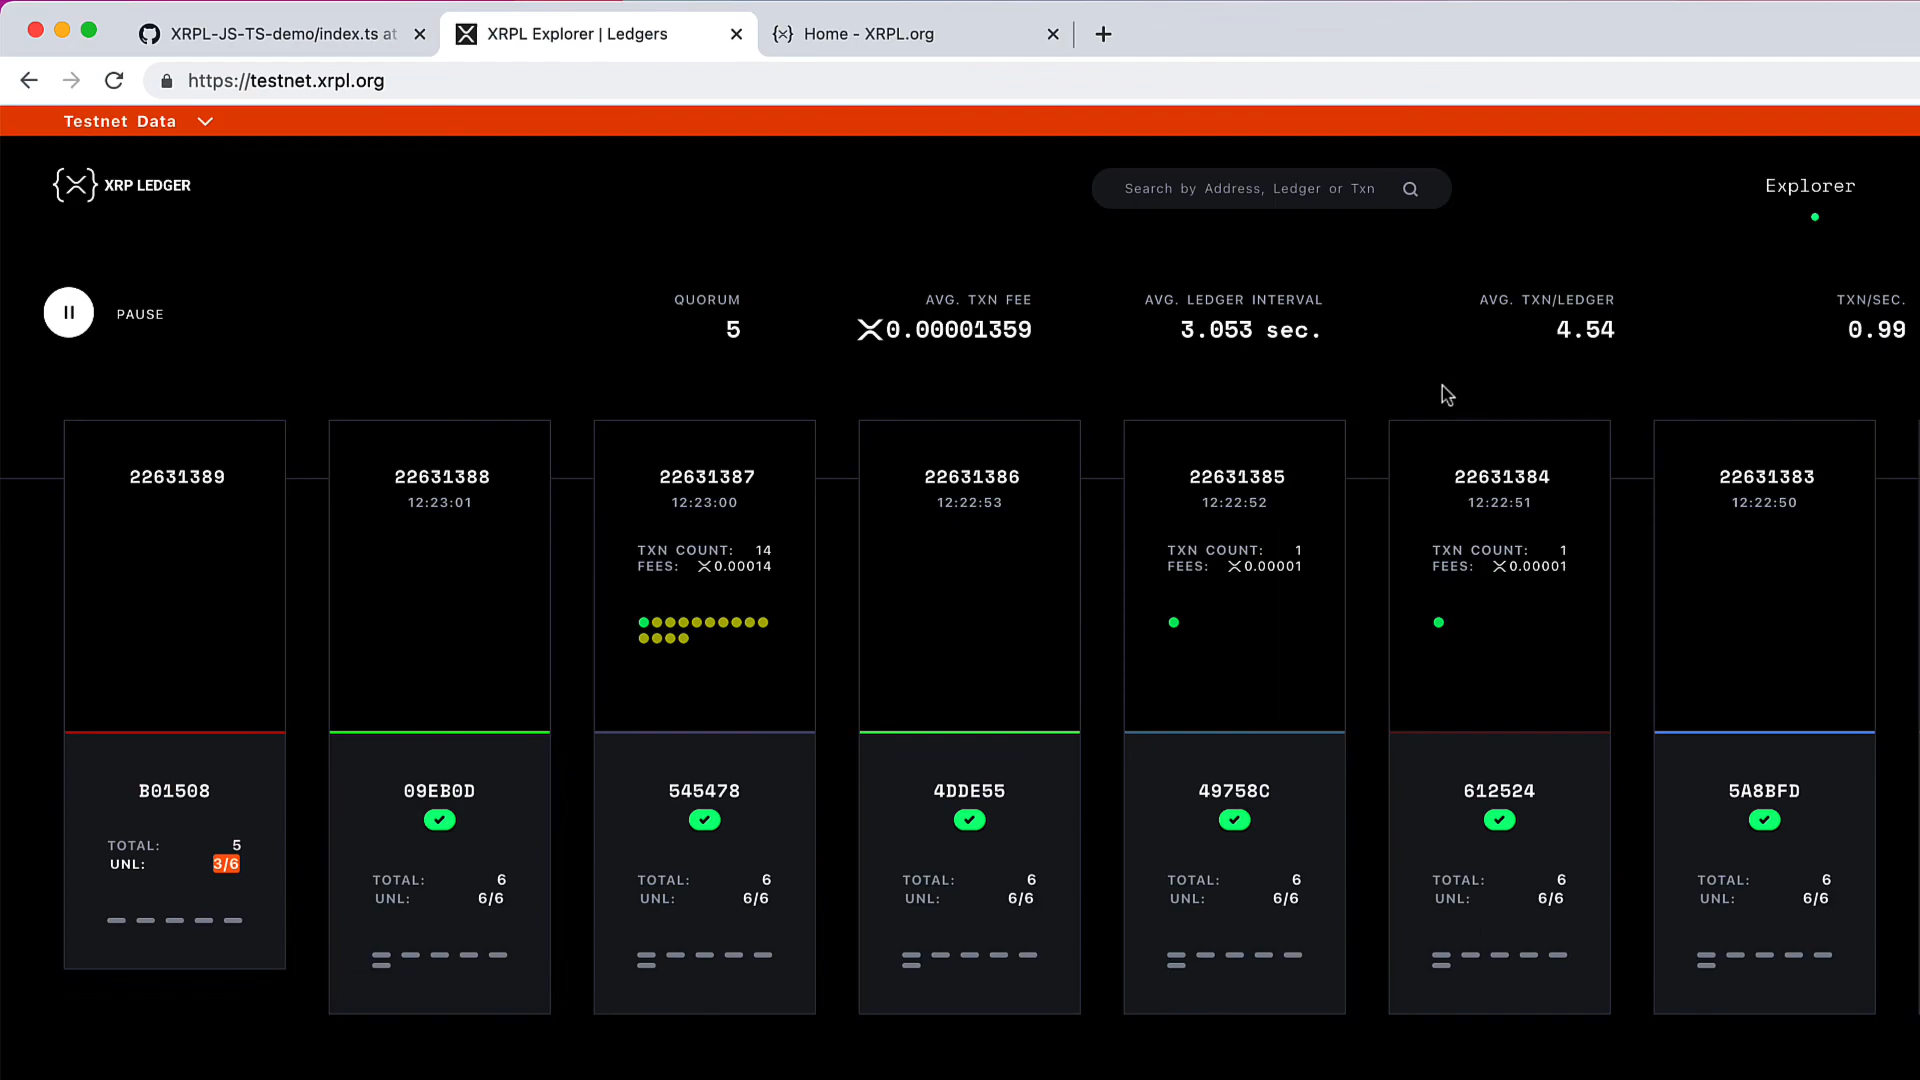 XRPL-JS-TS-demo/index.ts at
XRPL Explorer | Ledgers
Home - XRPL.org
https://testnet.xrpl.org
Testnet Data
XRP LEDGER
Search by Address, Ledger or Txn
Explorer
PAUSE
QUORUM
5
AVG. TXN FEE
0.00001359
AVG. LEDGER INTERVAL
3.053 sec.
AVG. TXN/LEDGER
4.54
TXN/SEC.
0.99
22631389
22631388
12:23:01
22631387
12:23:00
TXN COUNT: 14
FEES: 0.00014
22631386
12:22:53
22631385
12:22:52
TXN COUNT: 1
FEES: 0.00001
22631384
12:22:51
TXN COUNT: 1
FEES: 0.00001
22631383
12:22:50
B01508
TOTAL: 5
UNL: 3/6
09EB0D
TOTAL: 6
UNL: 6/6
545478
TOTAL: 6
UNL: 6/6
4DDE55
TOTAL: 6
UNL: 6/6
49758C
TOTAL: 6
UNL: 6/6
612524
TOTAL: 6
UNL: 6/6
5A8BFD
TOTAL: 6
UNL: 6/6